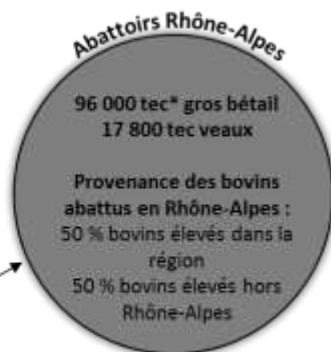 Abattoirs Rhône-Alpes
96 000 tec* gros bétail
17 800 tec veaux
Provenance des bovins
abattus en Rhône-Alpes :
50 % bovins élevés dans la
région
50 % bovins élevés hors
Rhône-Alpes